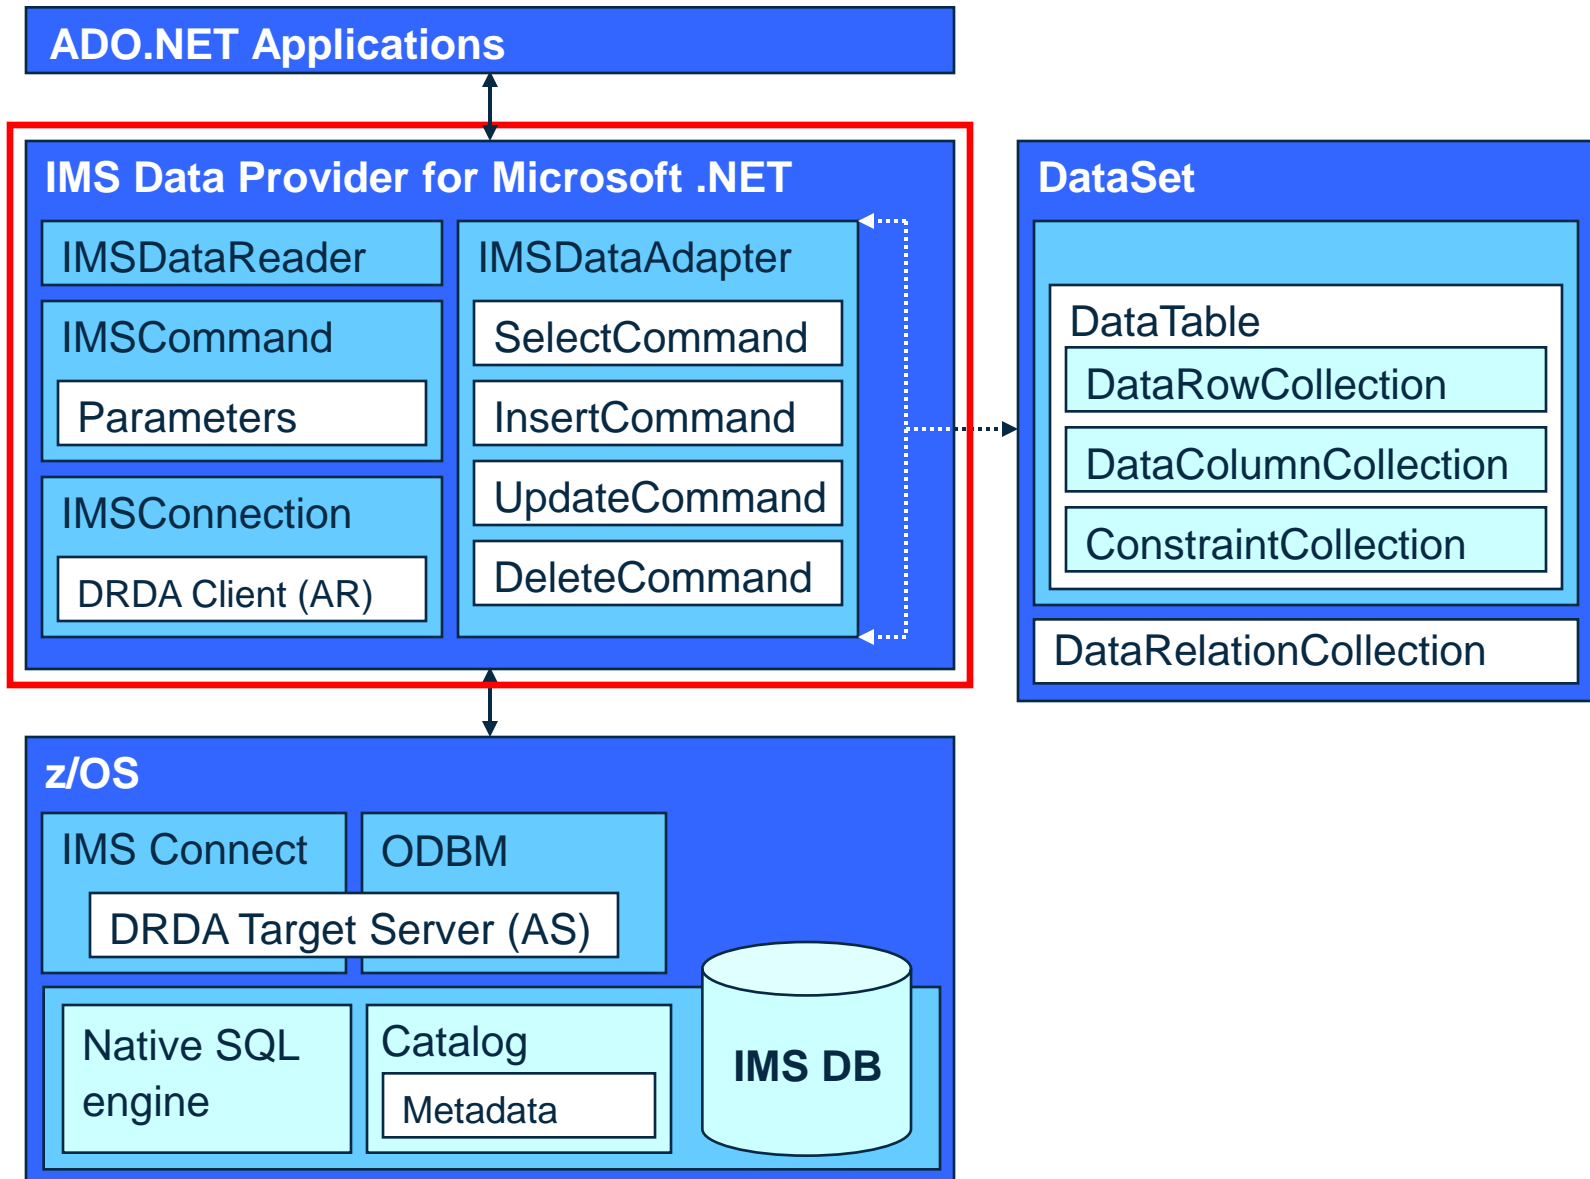 ADO.NET Applications
IMS Data Provider for Microsoft .NET
IMSDataReader
IMSCommand
Parameters
IMSConnection
DRDA Client (AR)
IMSDataAdapter
SelectCommand
InsertCommand
UpdateCommand
DeleteCommand
DataSet
DataTable
DataRowCollection
DataColumnCollection
ConstraintCollection
DataRelationCollection
z/OS
IMS Connect
ODBM
DRDA Target Server (AS)
Native SQL
engine
Catalog
Metadata
IMS DB